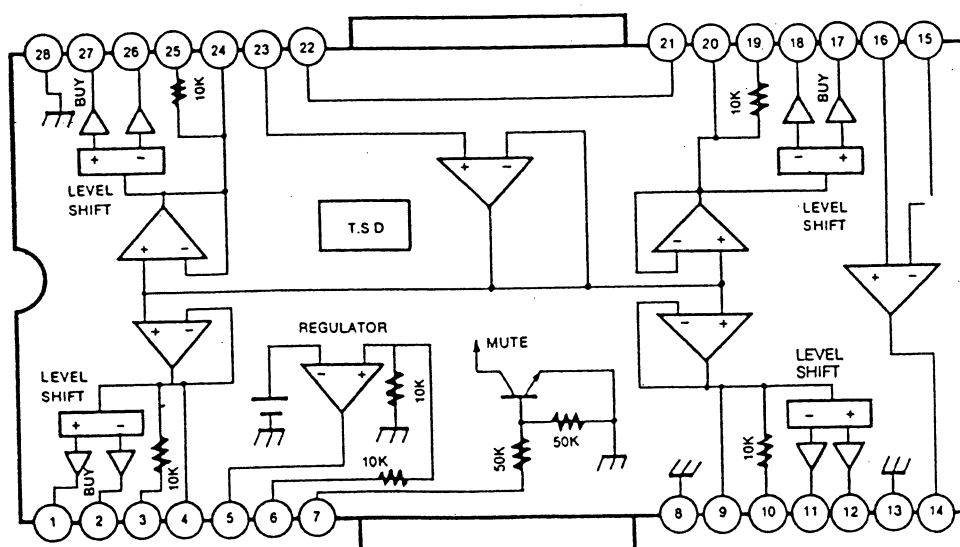 28 27 26 25 24 23 22 21 20 19 18 17 16 15
BUY 10K 10K BUY
+ - - +
LEVEL
SHIFT
+ -
T.S D
LEVEL
SHIFT
+ - - + + -
+ - REGULATOR - +
MUTE
LEVEL
SHIFT
- + 10K
LEVEL
SHIFT
+ - 50K 10K - +
BUY 10K 10K 50K
1 2 3 4 5 6 7 8 9 10 11 12 13 14